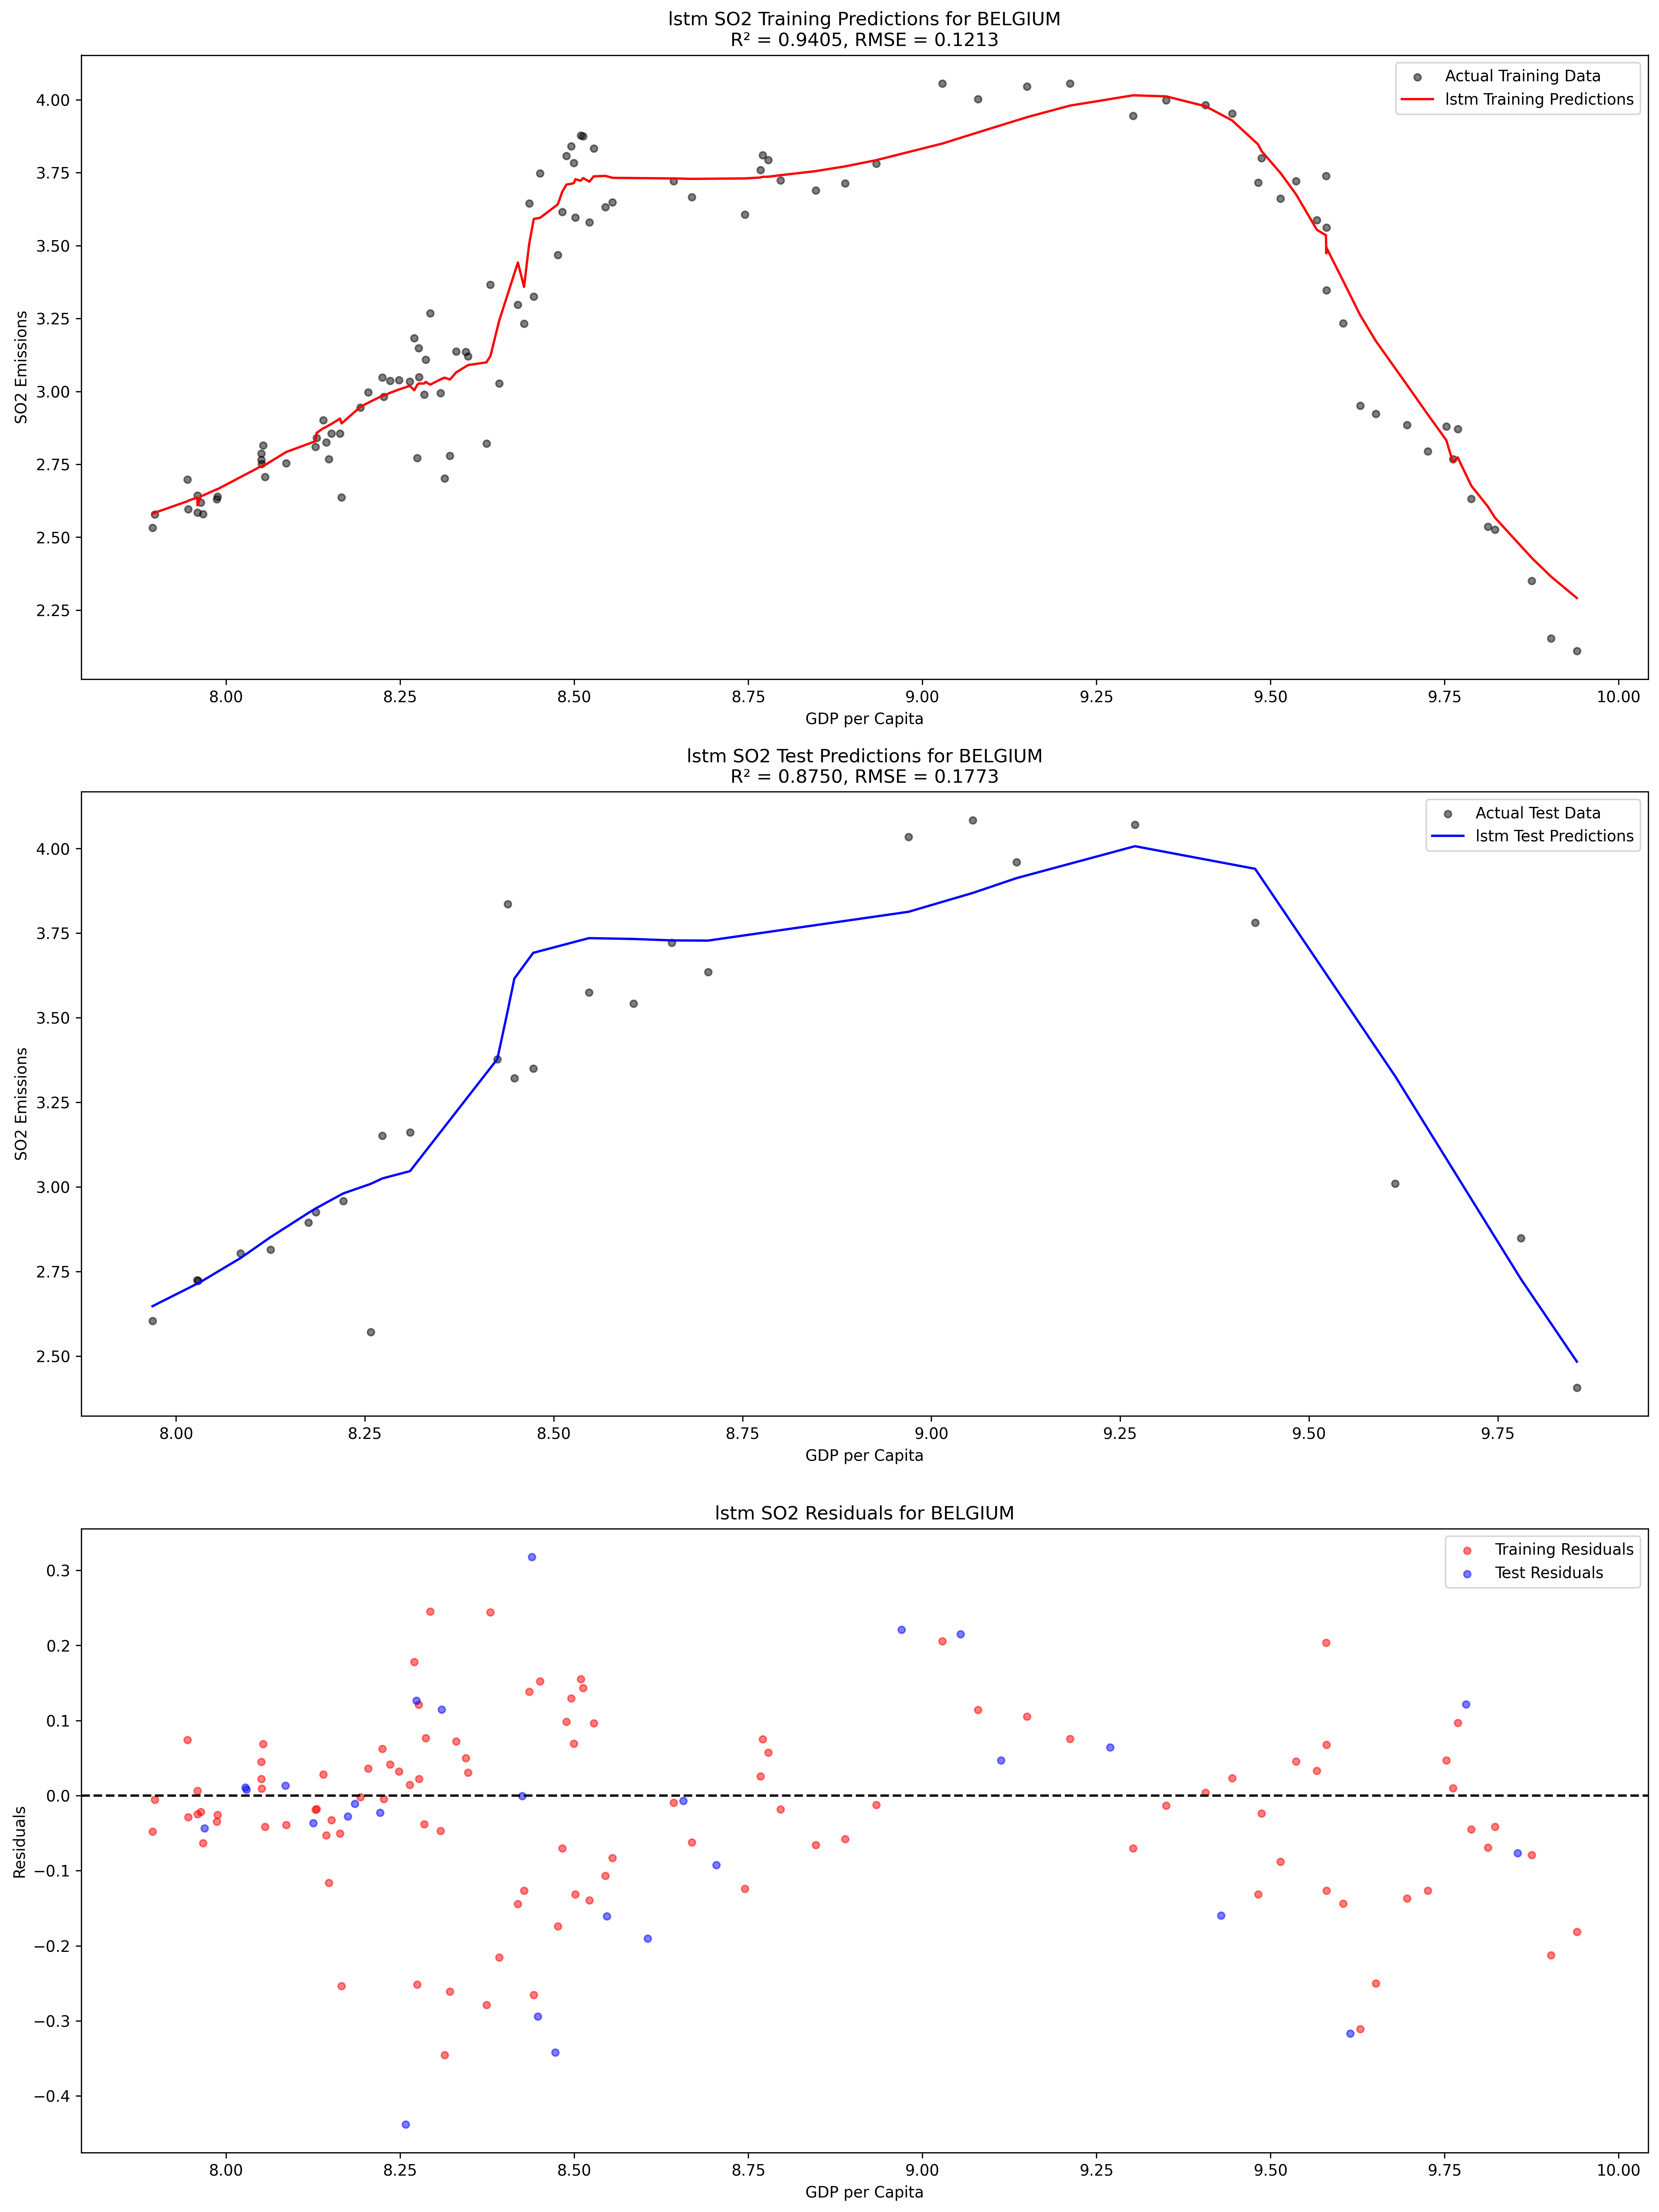 lstm SO2 Training Predictions for BELGIUM
R² = 0.9405, RMSE = 0.1213
Actual Training Data
lstm Training Predictions
4.00
3.75
3.50
3.25
3.00
2.75
2.50
2.25
SO2 Emissions
8.00 8.25 8.50 8.75 9.00 9.25 9.50 9.75 10.00
GDP per Capita
lstm SO2 Test Predictions for BELGIUM
R² = 0.8750, RMSE = 0.1773
Actual Test Data
lstm Test Predictions
4.00
3.75
3.50
3.25
3.00
2.75
2.50
SO2 Emissions
8.00 8.25 8.50 8.75 9.00 9.25 9.50 9.75
GDP per Capita
lstm SO2 Residuals for BELGIUM
Training Residuals
Test Residuals
0.3
0.2
0.1
0.0
−0.1
−0.2
−0.3
−0.4
Residuals
8.00 8.25 8.50 8.75 9.00 9.25 9.50 9.75 10.00
GDP per Capita